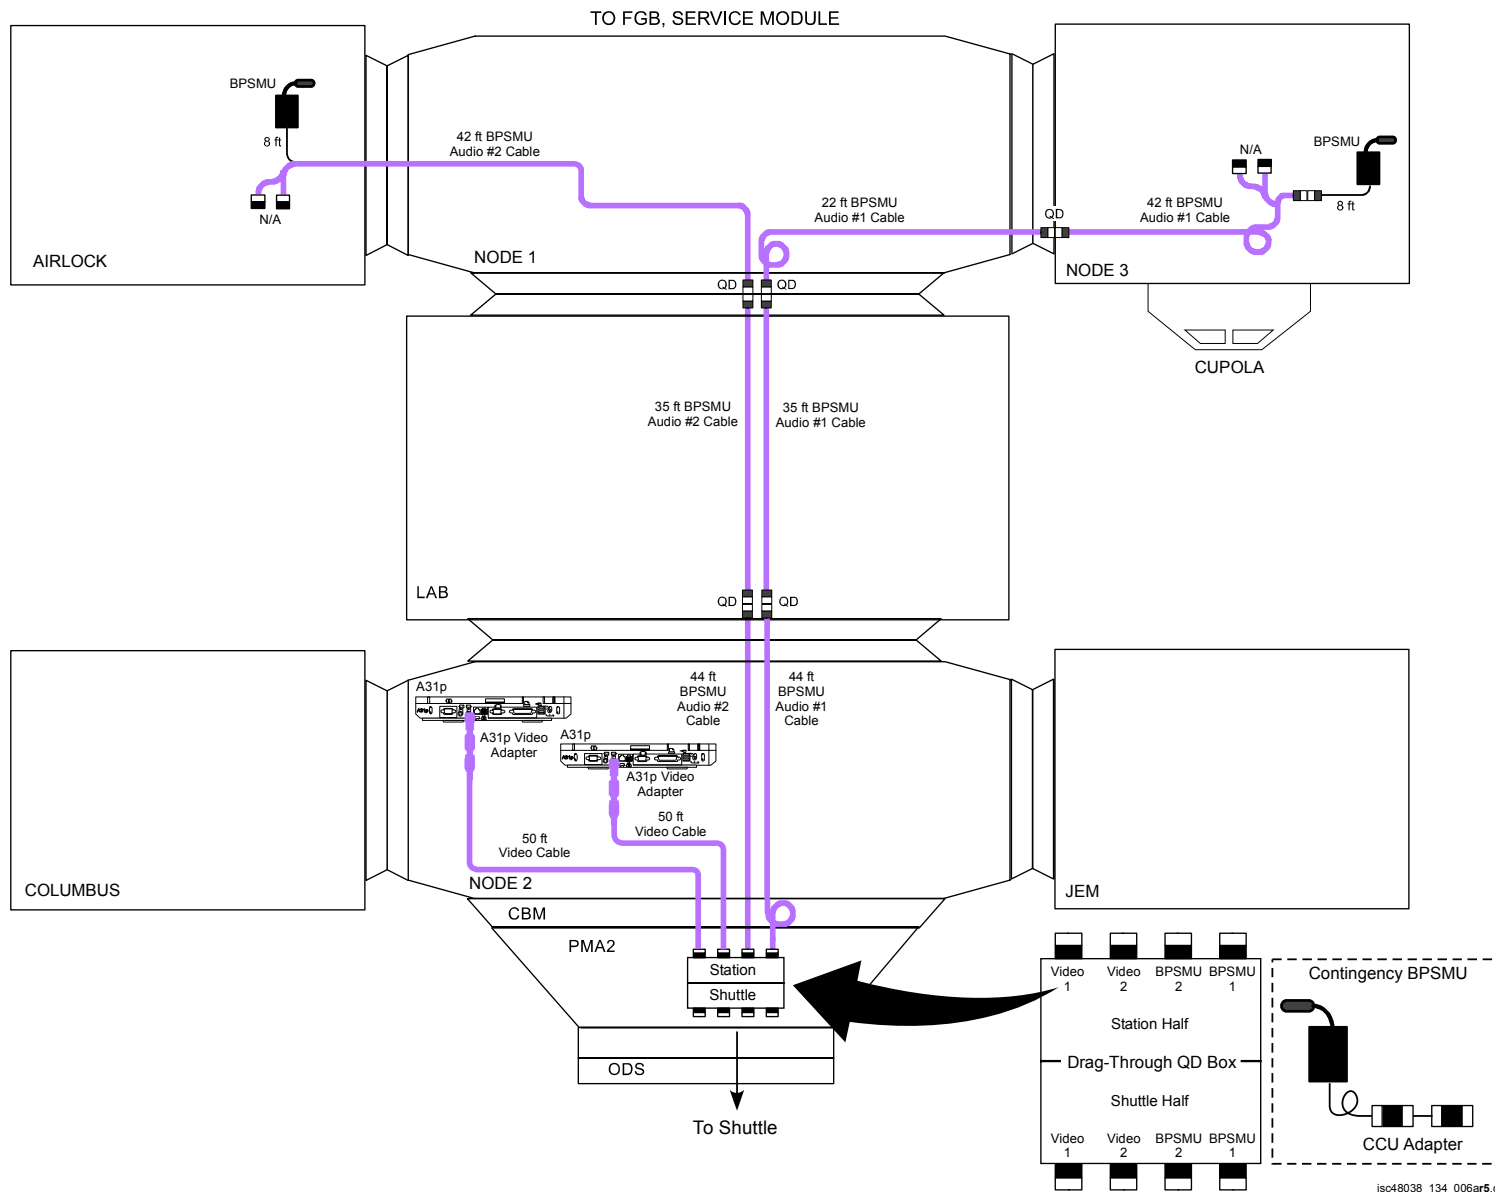 TO FGB, SERVICE MODULE
BPSMU
8 ft
N/A
AIRLOCK
42 ft BPSMU
Audio #2 Cable
NODE 1
22 ft BPSMU
Audio #1 Cable
QD
42 ft BPSMU
Audio #1 Cable
N/A
BPSMU
8 ft
NODE 3
CUPOLA
QD
QD
35 ft BPSMU
Audio #2 Cable
35 ft BPSMU
Audio #1 Cable
LAB
QD
QD
44 ft
BPSMU
Audio #2
Cable
44 ft
BPSMU
Audio #1
Cable
A31p
A31p Video
Adapter
A31p
A31p Video
Adapter
50 ft
Video Cable
50 ft
Video Cable
COLUMBUS
NODE 2
JEM
CBM
PMA2
Station
Shuttle
ODS
To Shuttle
Video
1
Video
2
BPSMU
2
BPSMU
1
Station Half
Drag-Through QD Box
Shuttle Half
Video
1
Video
2
BPSMU
2
BPSMU
1
Contingency BPSMU
CCU Adapter
jsc48038_134_006ar5.